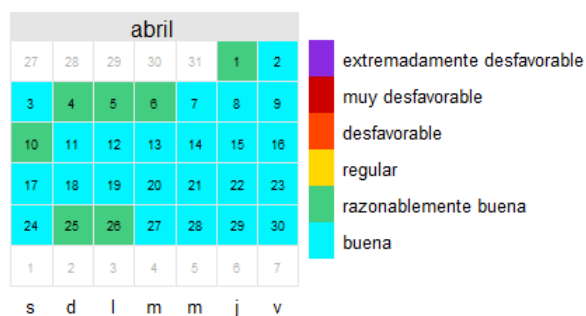 abril
27 28 29 30 31 1 2
3 4 5 6 7 8 9
10 11 12 13 14 15 16
17 18 19 20 21 22 23
24 25 26 27 28 29 30
1 2 3 4 5 6 7
s d l m m j v
extremadamente desfavorable
muy desfavorable
desfavorable
regular
razonablemente buena
buena